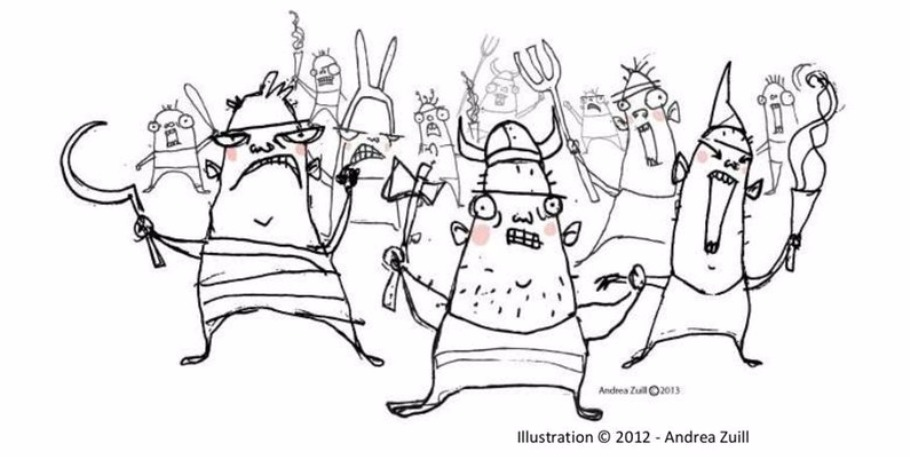 Andrea Zuill ©2013
Illustration © 2012 - Andrea Zuill